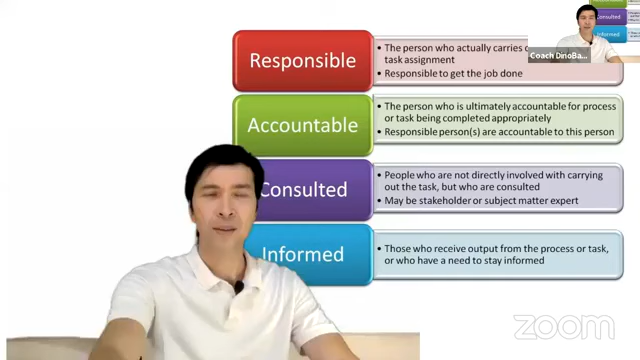 Responsible
• The person who actually carries o
task assignment
• Responsible to get the job done
Accountable
• The person who is ultimately accountable for process
or task being completed appropriately
• Responsible person(s) are accountable to this person
Consulted
• People who are not directly involved with carrying
out the task, but who are consulted
• May be stakeholder or subject matter expert
Informed
• Those who receive output from the process or task,
or who have a need to stay informed
Consulted
Informed
Coach DinoBa...
zoom